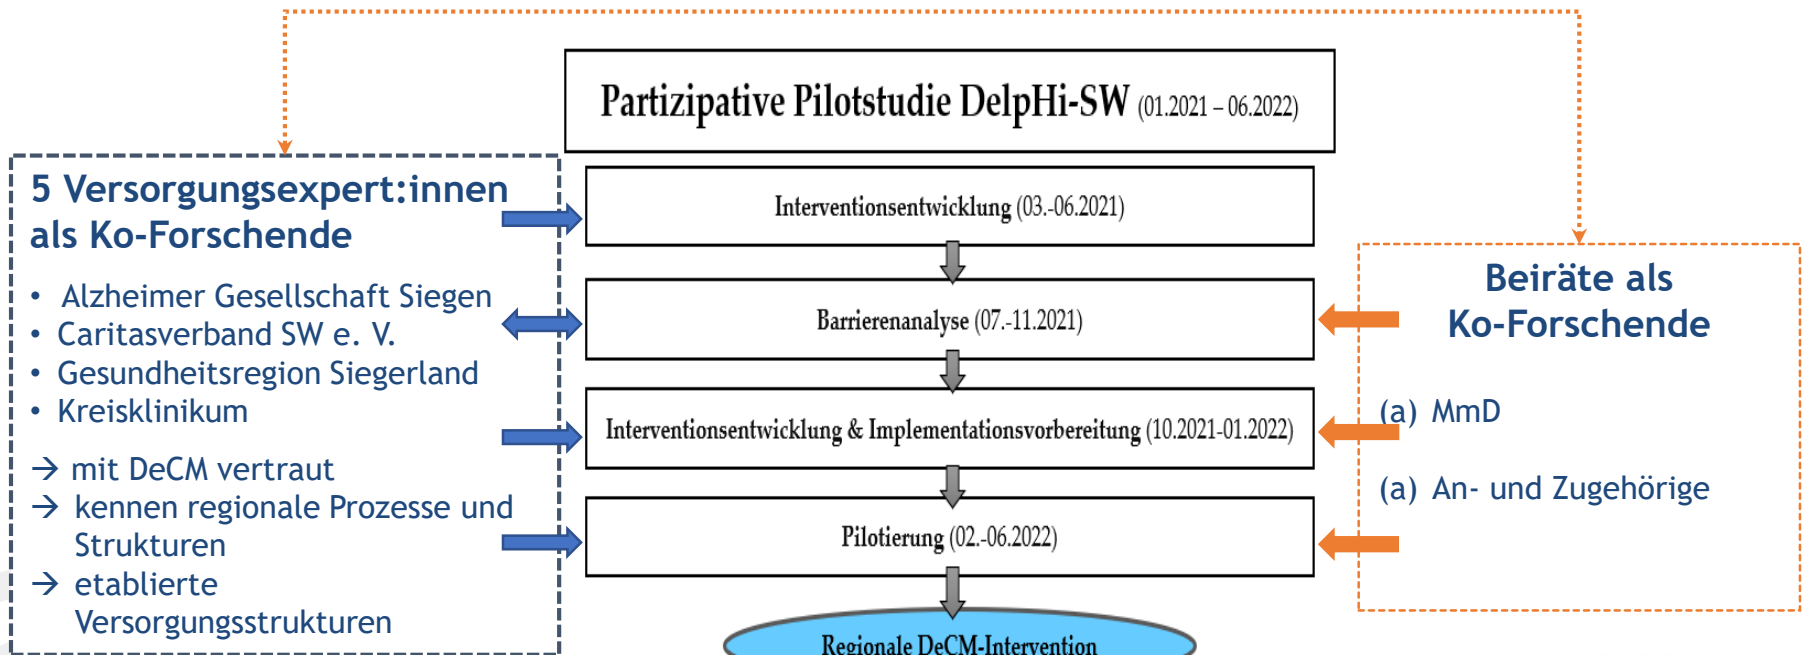 Partizipative Pilotstudie DelpHi-SW (01.2021 – 06.2022)
5 Versorgungsexpert:innen
als Ko-Forschende
• Alzheimer Gesellschaft Siegen
• Caritasverband SW e. V.
• Gesundheitsregion Siegerland
• Kreisklinikum
→ mit DeCM vertraut
→ kennen regionale Prozesse und
Strukturen
→ etablierte
Versorgungsstrukturen
Interventionsentwicklung (03.-06.2021)
Barrierenanalyse (07.-11.2021)
Interventionsentwicklung & Implementationsvorbereitung (10.2021-01.2022)
Pilotierung (02.-06.2022)
Regionale DeCM-Intervention
Beiräte als
Ko-Forschende
(a) MmD
(a) An- und Zugehörige